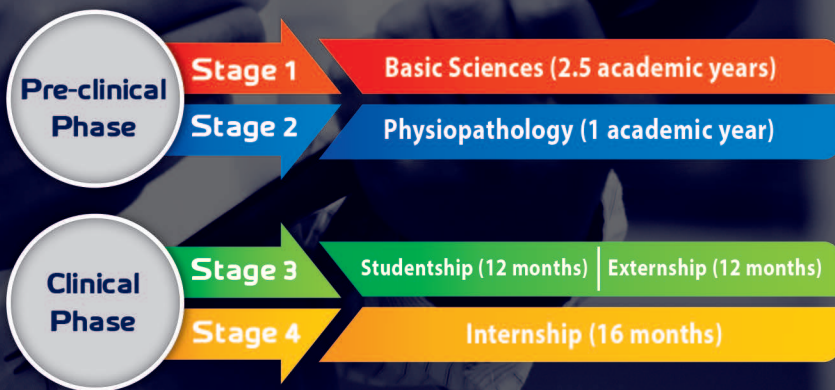 Pre-clinical
Phase
Stage 1
Basic Sciences (2.5 academic years)
Stage 2
Physiopathology (1 academic year)
Clinical
Phase
Stage 3
Studentship (12 months) | Externship (12 months)
Stage 4
Internship (16 months)